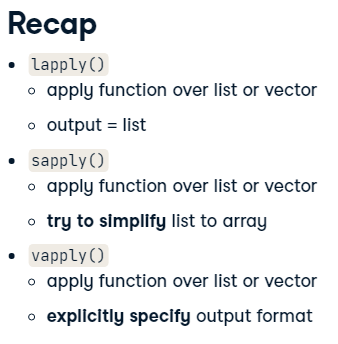 Recap
• lapply()
○ apply function over list or vector
○ output = list
• sapply()
○ apply function over list or vector
○ try to simplify list to array
• vapply()
○ apply function over list or vector
○ explicitly specify output format